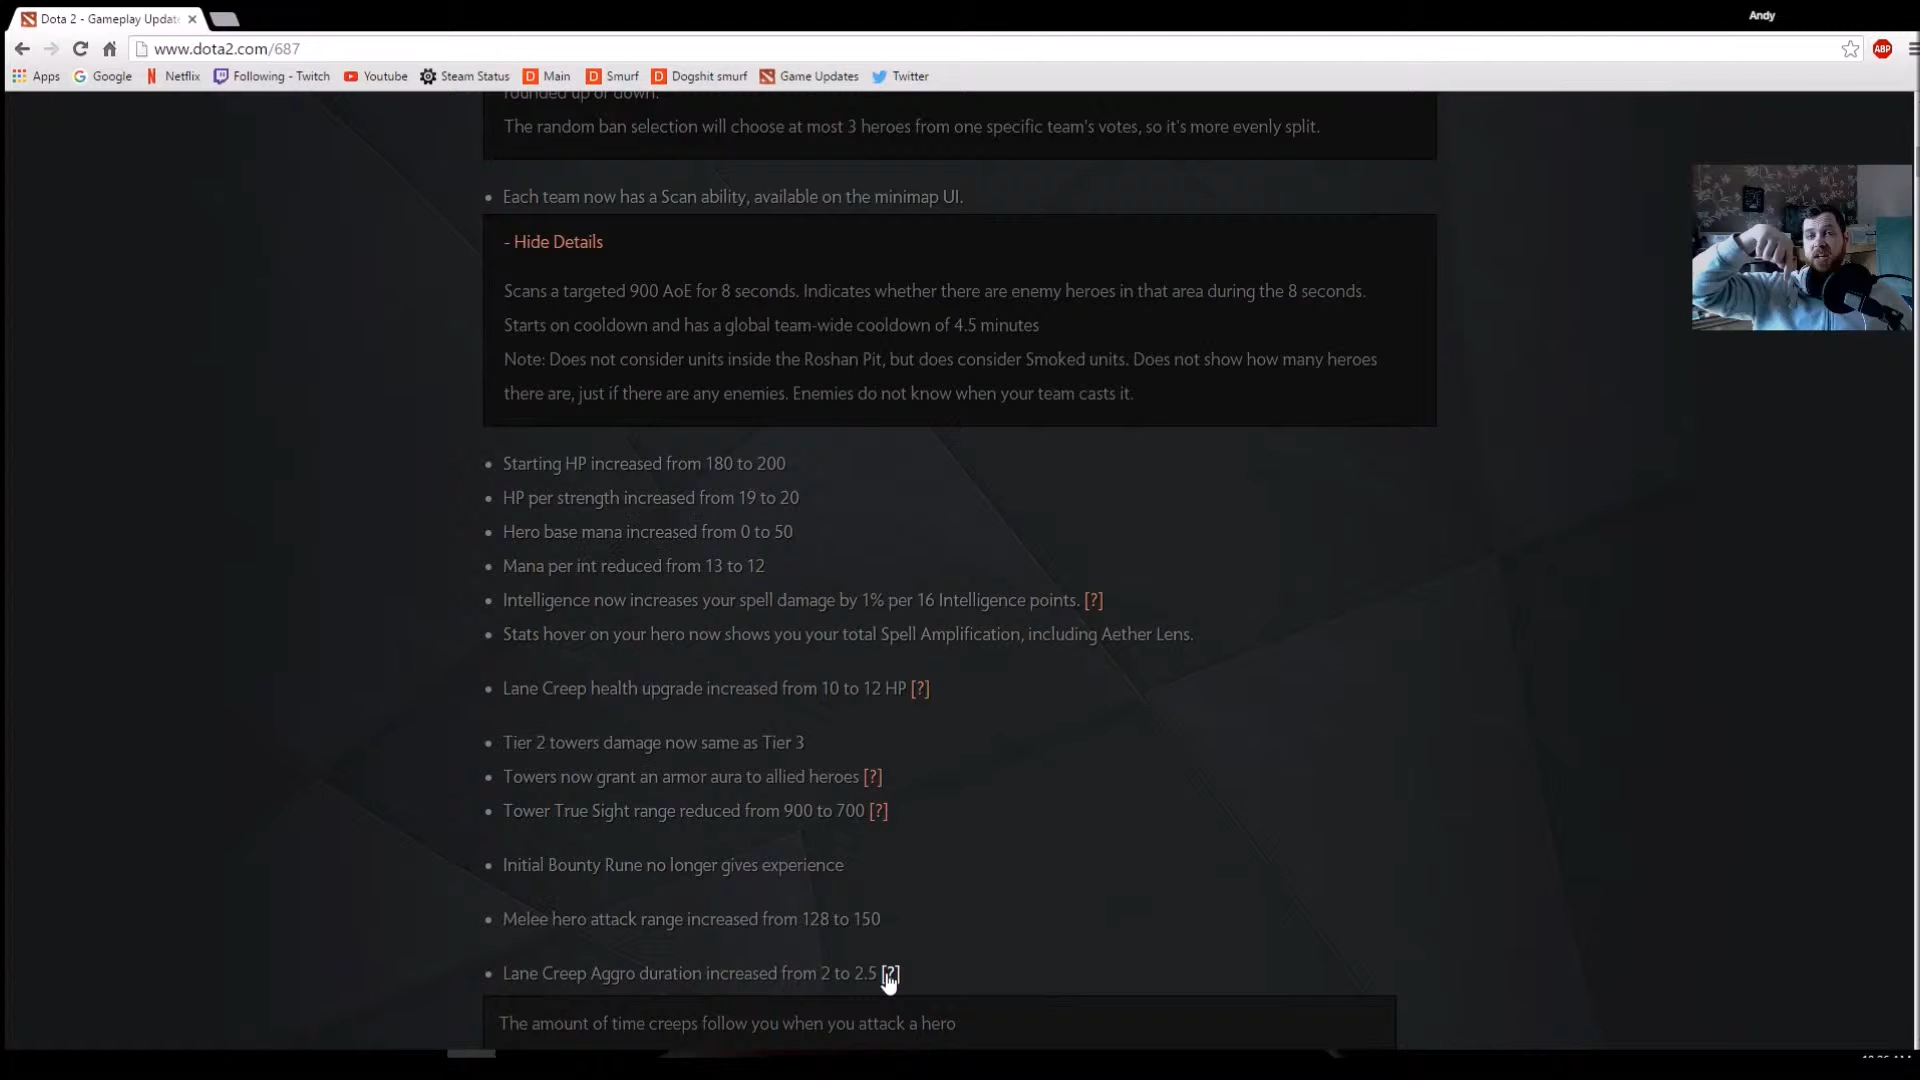 Dota 2 - Gameplay Updat
Andy
www.dota2.com/687
ABP
Apps
Google
Netflix
Following - Twitch
Youtube
Steam Status
Main
Smurf
Dogshit smurf
Game Updates
Twitter
rounded up or down.
The random ban selection will choose at most 3 heroes from one specific team's votes, so it's more evenly split.
Each team now has a Scan ability, available on the minimap UI.
- Hide Details
Scans a targeted 900 AoE for 8 seconds. Indicates whether there are enemy heroes in that area during the 8 seconds.
Starts on cooldown and has a global team-wide cooldown of 4.5 minutes
Note: Does not consider units inside the Roshan Pit, but does consider Smoked units. Does not show how many heroes
there are, just if there are any enemies. Enemies do not know when your team casts it.
Starting HP increased from 180 to 200
HP per strength increased from 19 to 20
Hero base mana increased from 0 to 50
Mana per int reduced from 13 to 12
Intelligence now increases your spell damage by 1% per 16 Intelligence points. [?]
Stats hover on your hero now shows you your total Spell Amplification, including Aether Lens.
Lane Creep health upgrade increased from 10 to 12 HP [?]
Tier 2 towers damage now same as Tier 3
Towers now grant an armor aura to allied heroes [?]
Tower True Sight range reduced from 900 to 700 [?]
Initial Bounty Rune no longer gives experience
Melee hero attack range increased from 128 to 150
Lane Creep Aggro duration increased from 2 to 2.5 [?]
The amount of time creeps follow you when you attack a hero